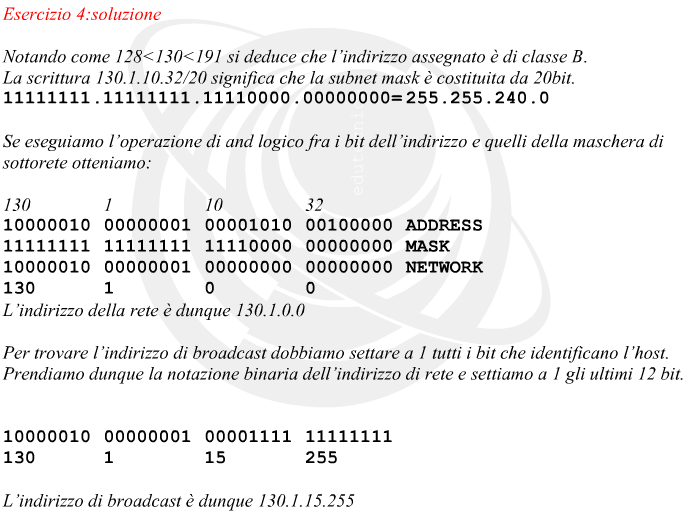 Esercizio 4:soluzione
Notando come 128<130<191 si deduce che l'indirizzo assegnato è di classe B.
La scrittura 130.1.10.32/20 significa che la subnet mask è costituita da 20bit.
11111111.11111111.11110000.00000000=255.255.240.0
Se eseguiamo l'operazione di and logico fra i bit dell'indirizzo e quelli della maschera di
sottorete otteniamo:
130 1 10 32
10000010 00000001 00001010 00100000 ADDRESS
11111111 11111111 11110000 00000000 MASK
10000010 00000001 00000000 00000000 NETWORK
130 1 0 0
L'indirizzo della rete è dunque 130.1.0.0
Per trovare l'indirizzo di broadcast dobbiamo settare a 1 tutti i bit che identificano l'host.
Prendiamo dunque la notazione binaria dell'indirizzo di rete e settiamo a 1 gli ultimi 12 bit.
10000010 00000001 00001111 11111111
130 1 15 255
L'indirizzo di broadcast è dunque 130.1.15.255